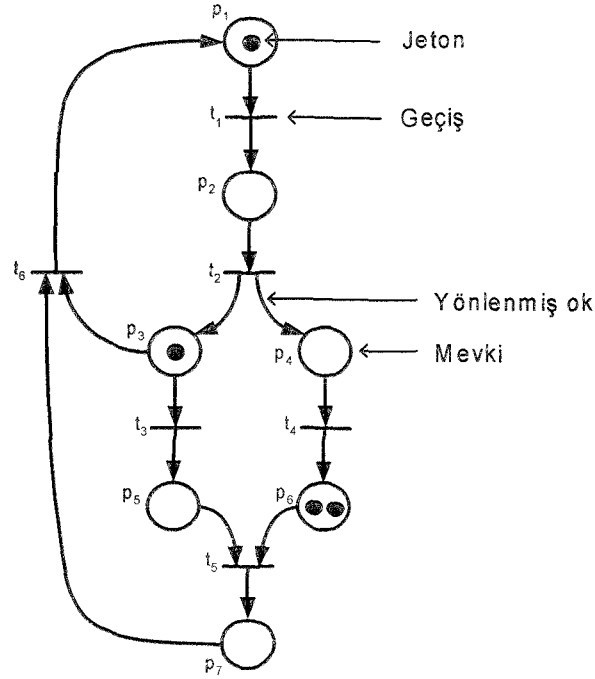 p1
Jeton
t1
Geçiş
p2
t6
t2
Yönlenmiş ok
p3
p4
Mevki
t3
t4
p5
p6
t5
p7